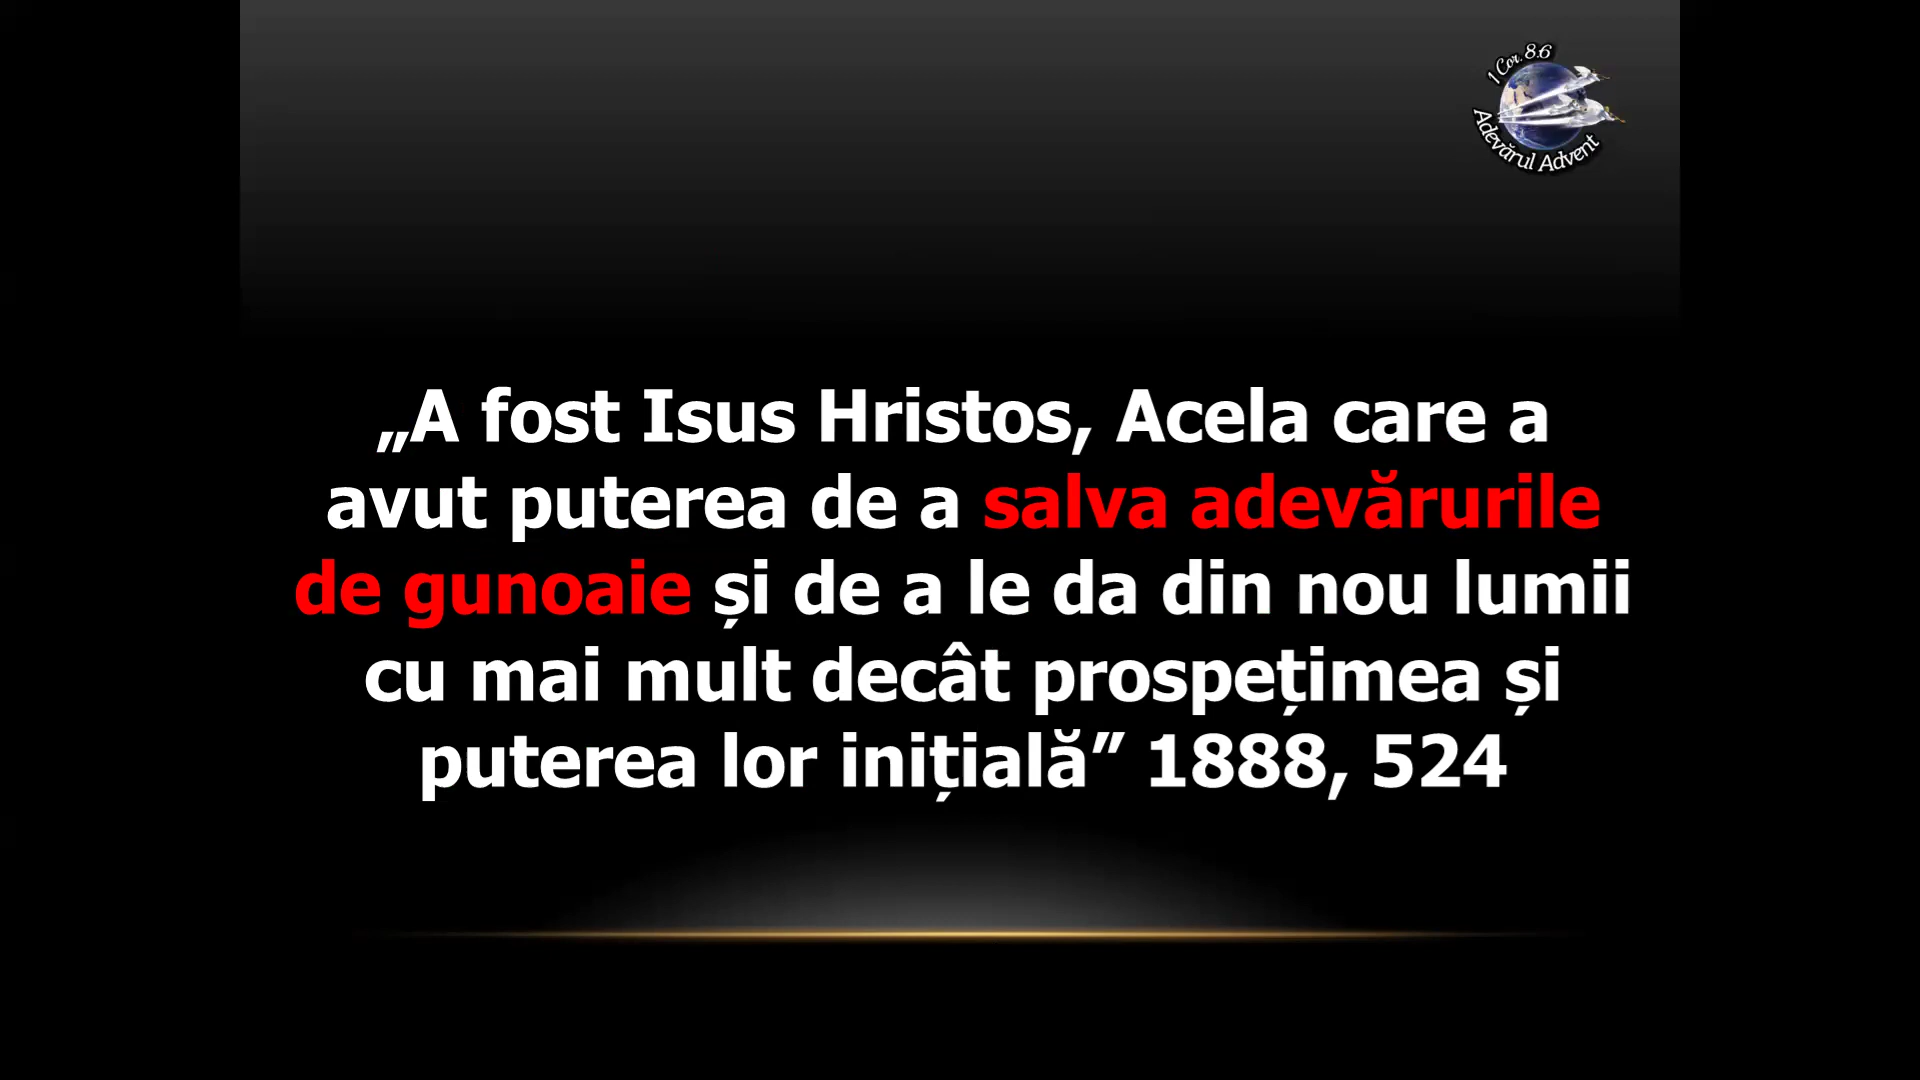 1 Cor. 8:6
Adevărul Advent
„A fost Isus Hristos, Acela care a
avut puterea de a salva adevărurile
de gunoaie și de a le da din nou lumii
cu mai mult decât prospețimea și
puterea lor inițială” 1888, 524